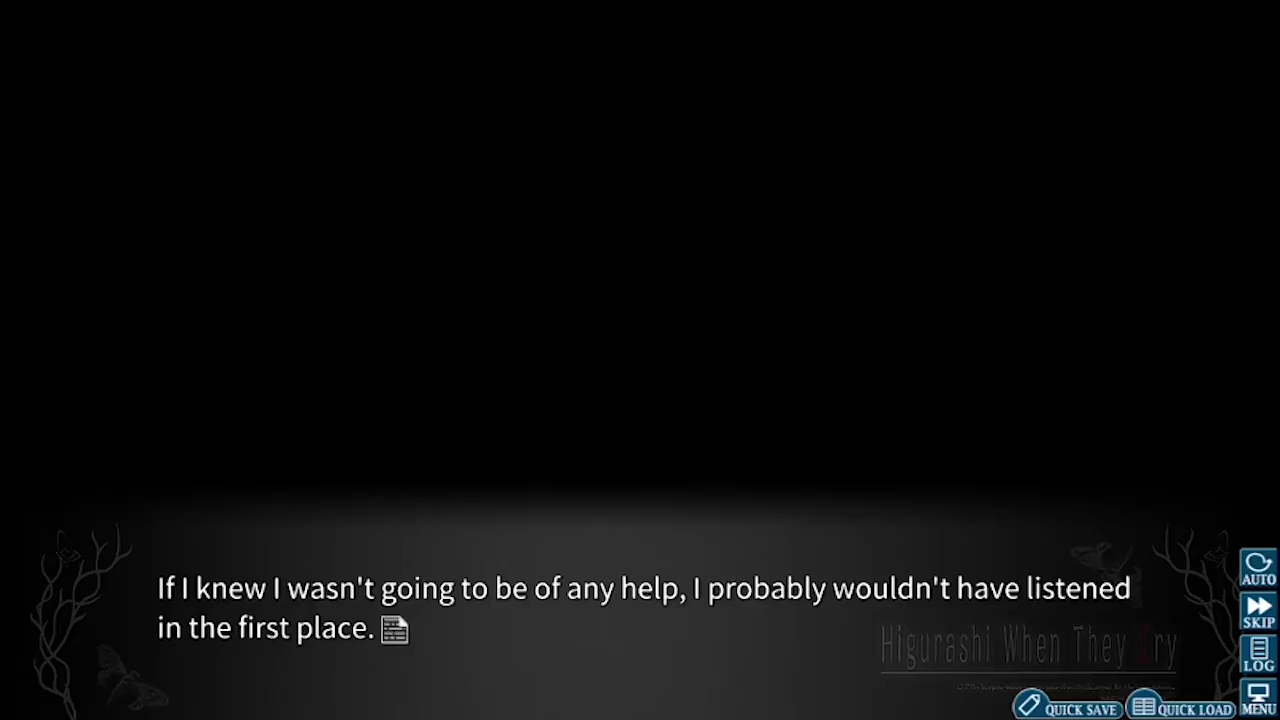 If I knew I wasn't going to be of any help, I probably wouldn't have listened
in the first place.
Higurashi When They Cry
AUTO
SKIP
LOG
MENU
QUICK SAVE
QUICK LOAD